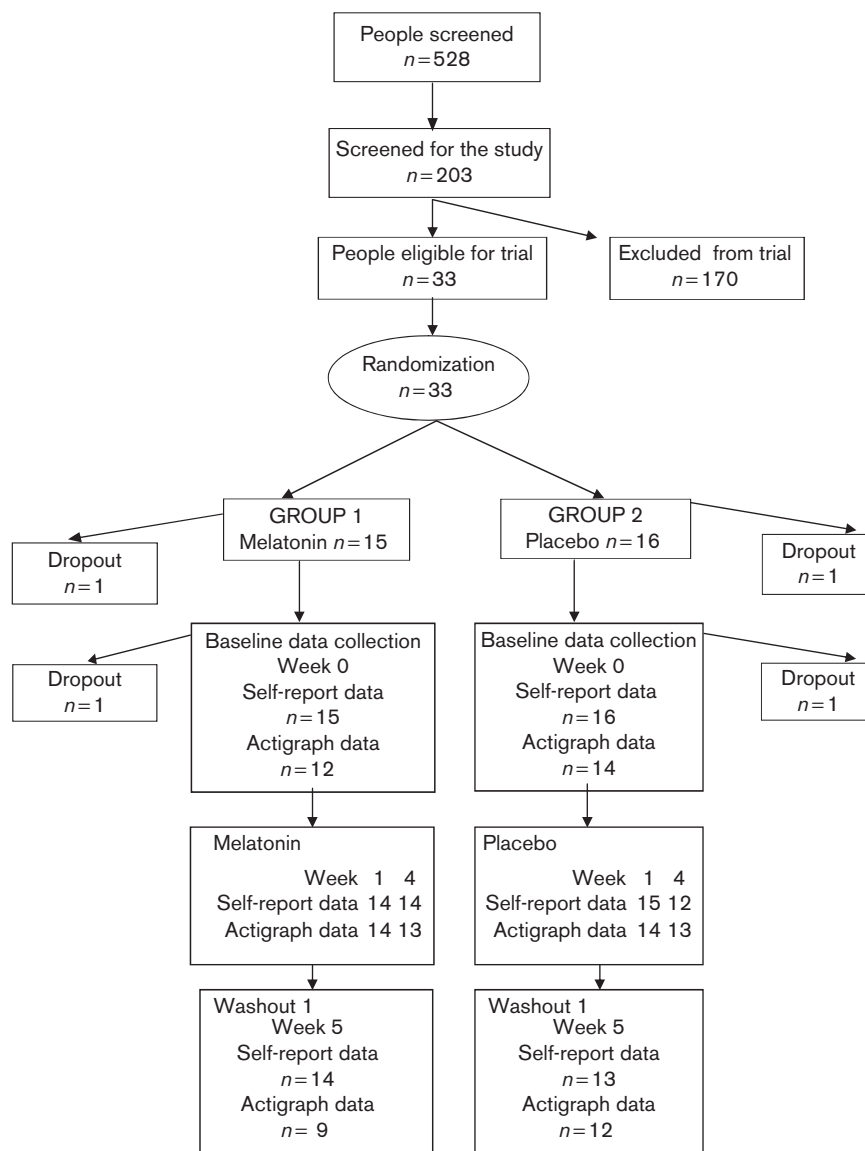 People screened
n=528
Screened for the study
n=203
People eligible for trial
n=33
Excluded from trial
n=170
Randomization
n=33
GROUP 1
Melatonin n=15
GROUP 2
Placebo n=16
Dropout
n=1
Dropout
n=1
Baseline data collection
Week 0
Self-report data
n=15
Actigraph data
n=12
Baseline data collection
Week 0
Self-report data
n=16
Actigraph data
n=14
Dropout
n=1
Dropout
n=1
Melatonin
Week 1 4
Self-report data 14 14
Actigraph data 14 13
Placebo
Week 1 4
Self-report data 15 12
Actigraph data 14 13
Washout 1
Week 5
Self-report data
n=14
Actigraph data
n= 9
Washout 1
Week 5
Self-report data
n=13
Actigraph data
n=12